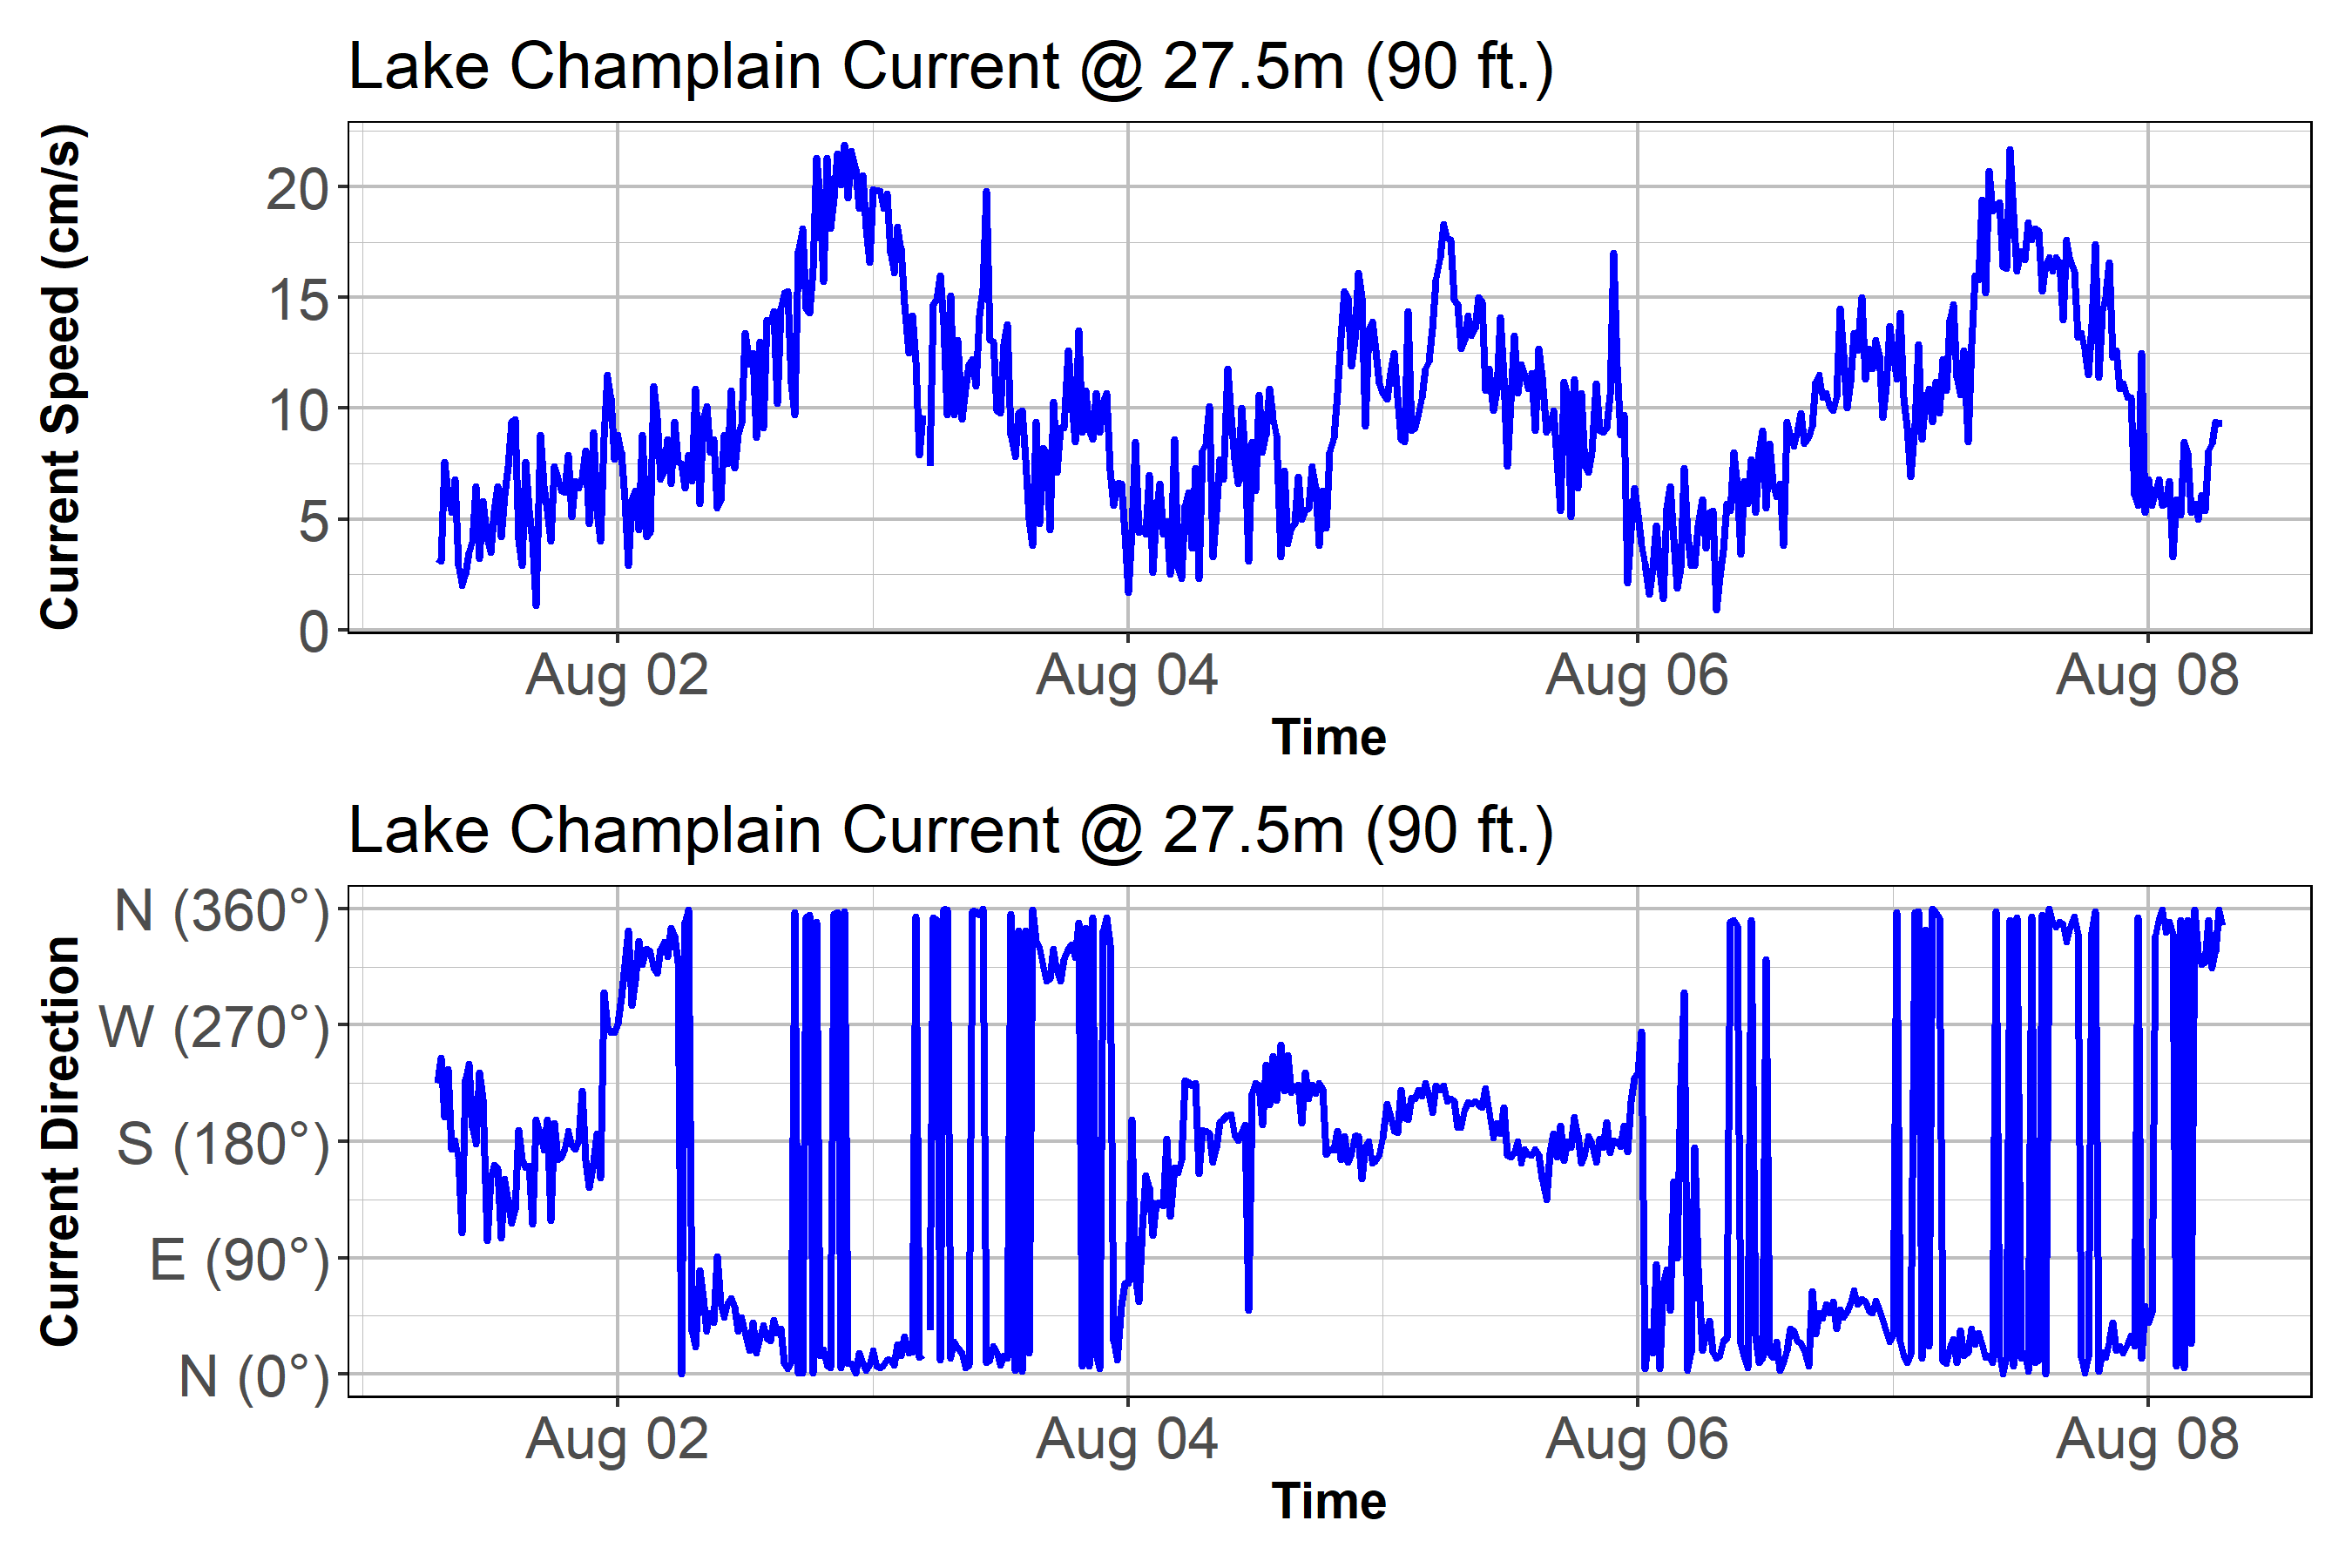 Lake Champlain Current @ 27.5m (90 ft.)
Current Speed (cm/s)
20
15
10
5
0
Aug 02
Aug 04
Aug 06
Aug 08
Time
Lake Champlain Current @ 27.5m (90 ft.)
Current Direction
N (360°)
W (270°)
S (180°)
E (90°)
N (0°)
Aug 02
Aug 04
Aug 06
Aug 08
Time